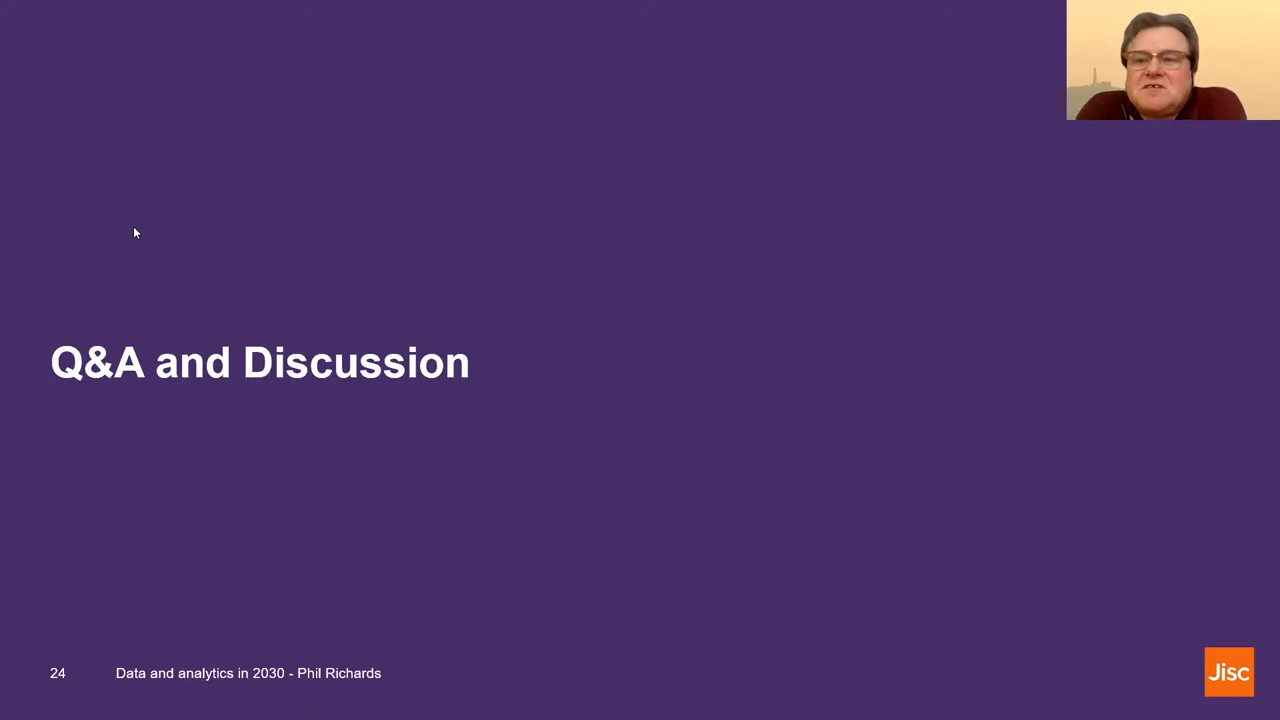 Q&A and Discussion
24 Data and analytics in 2030 - Phil Richards
Jisc